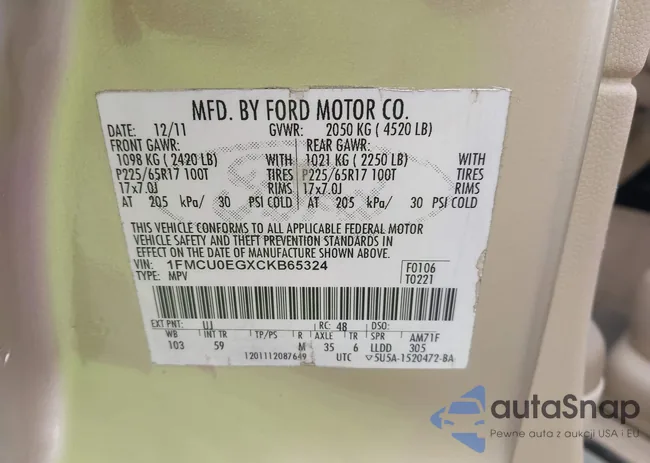 MFD. BY FORD MOTOR CO.
DATE: 12/11 GVWR: 2050 KG ( 4520 LB)
FRONT GAWR: REAR GAWR:
1098 KG ( 2420 LB) WITH 1021 KG ( 2250 LB) WITH
P225/65R17 100T TIRES P225/65R17 100T TIRES
17x7.0J RIMS 17x7.0J RIMS
AT 205 kPa/ 30 PSI COLD AT 205 kPa/ 30 PSI COLD
THIS VEHICLE CONFORMS TO ALL APPLICABLE FEDERAL MOTOR
VEHICLE SAFETY AND THEFT PREVENTION STANDARDS IN
EFFECT ON THE DATE OF MANUFACTURE SHOWN ABOVE.
VIN: 1FMCU0EGXCKB65324 F0106
TYPE: MPV T0221
EXT PNT: UJ RC: 48 DSO:
WB INT TR TP/PS R AXLE TR SPR AM71F
103 59 M 35 6 LLDD 305
1201112087649 UTC ▽5U5A-1520472-BA
autoSnap
Pewne auta z aukcji USA i EU